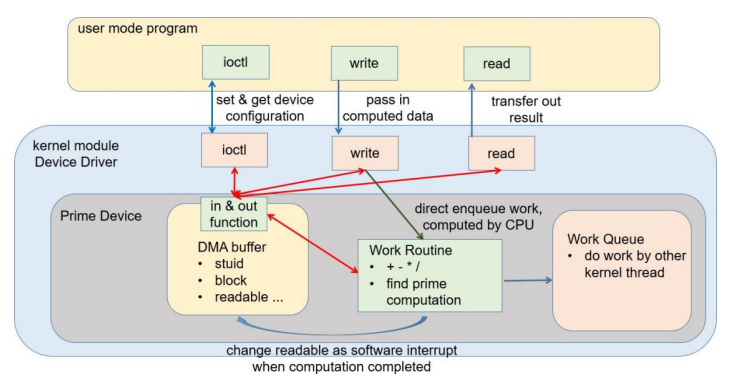 user mode program
ioctl
write
read
set & get device
configuration
pass in
computed data
transfer out
result
kernel module
Device Driver
ioctl
write
read
Prime Device
in & out
function
direct enqueue work,
computed by CPU
DMA buffer
• stuid
• block
• readable ...
Work Routine
• + - * /
• find prime
computation
Work Queue
• do work by other
kernel thread
change readable as software interrupt
when computation completed